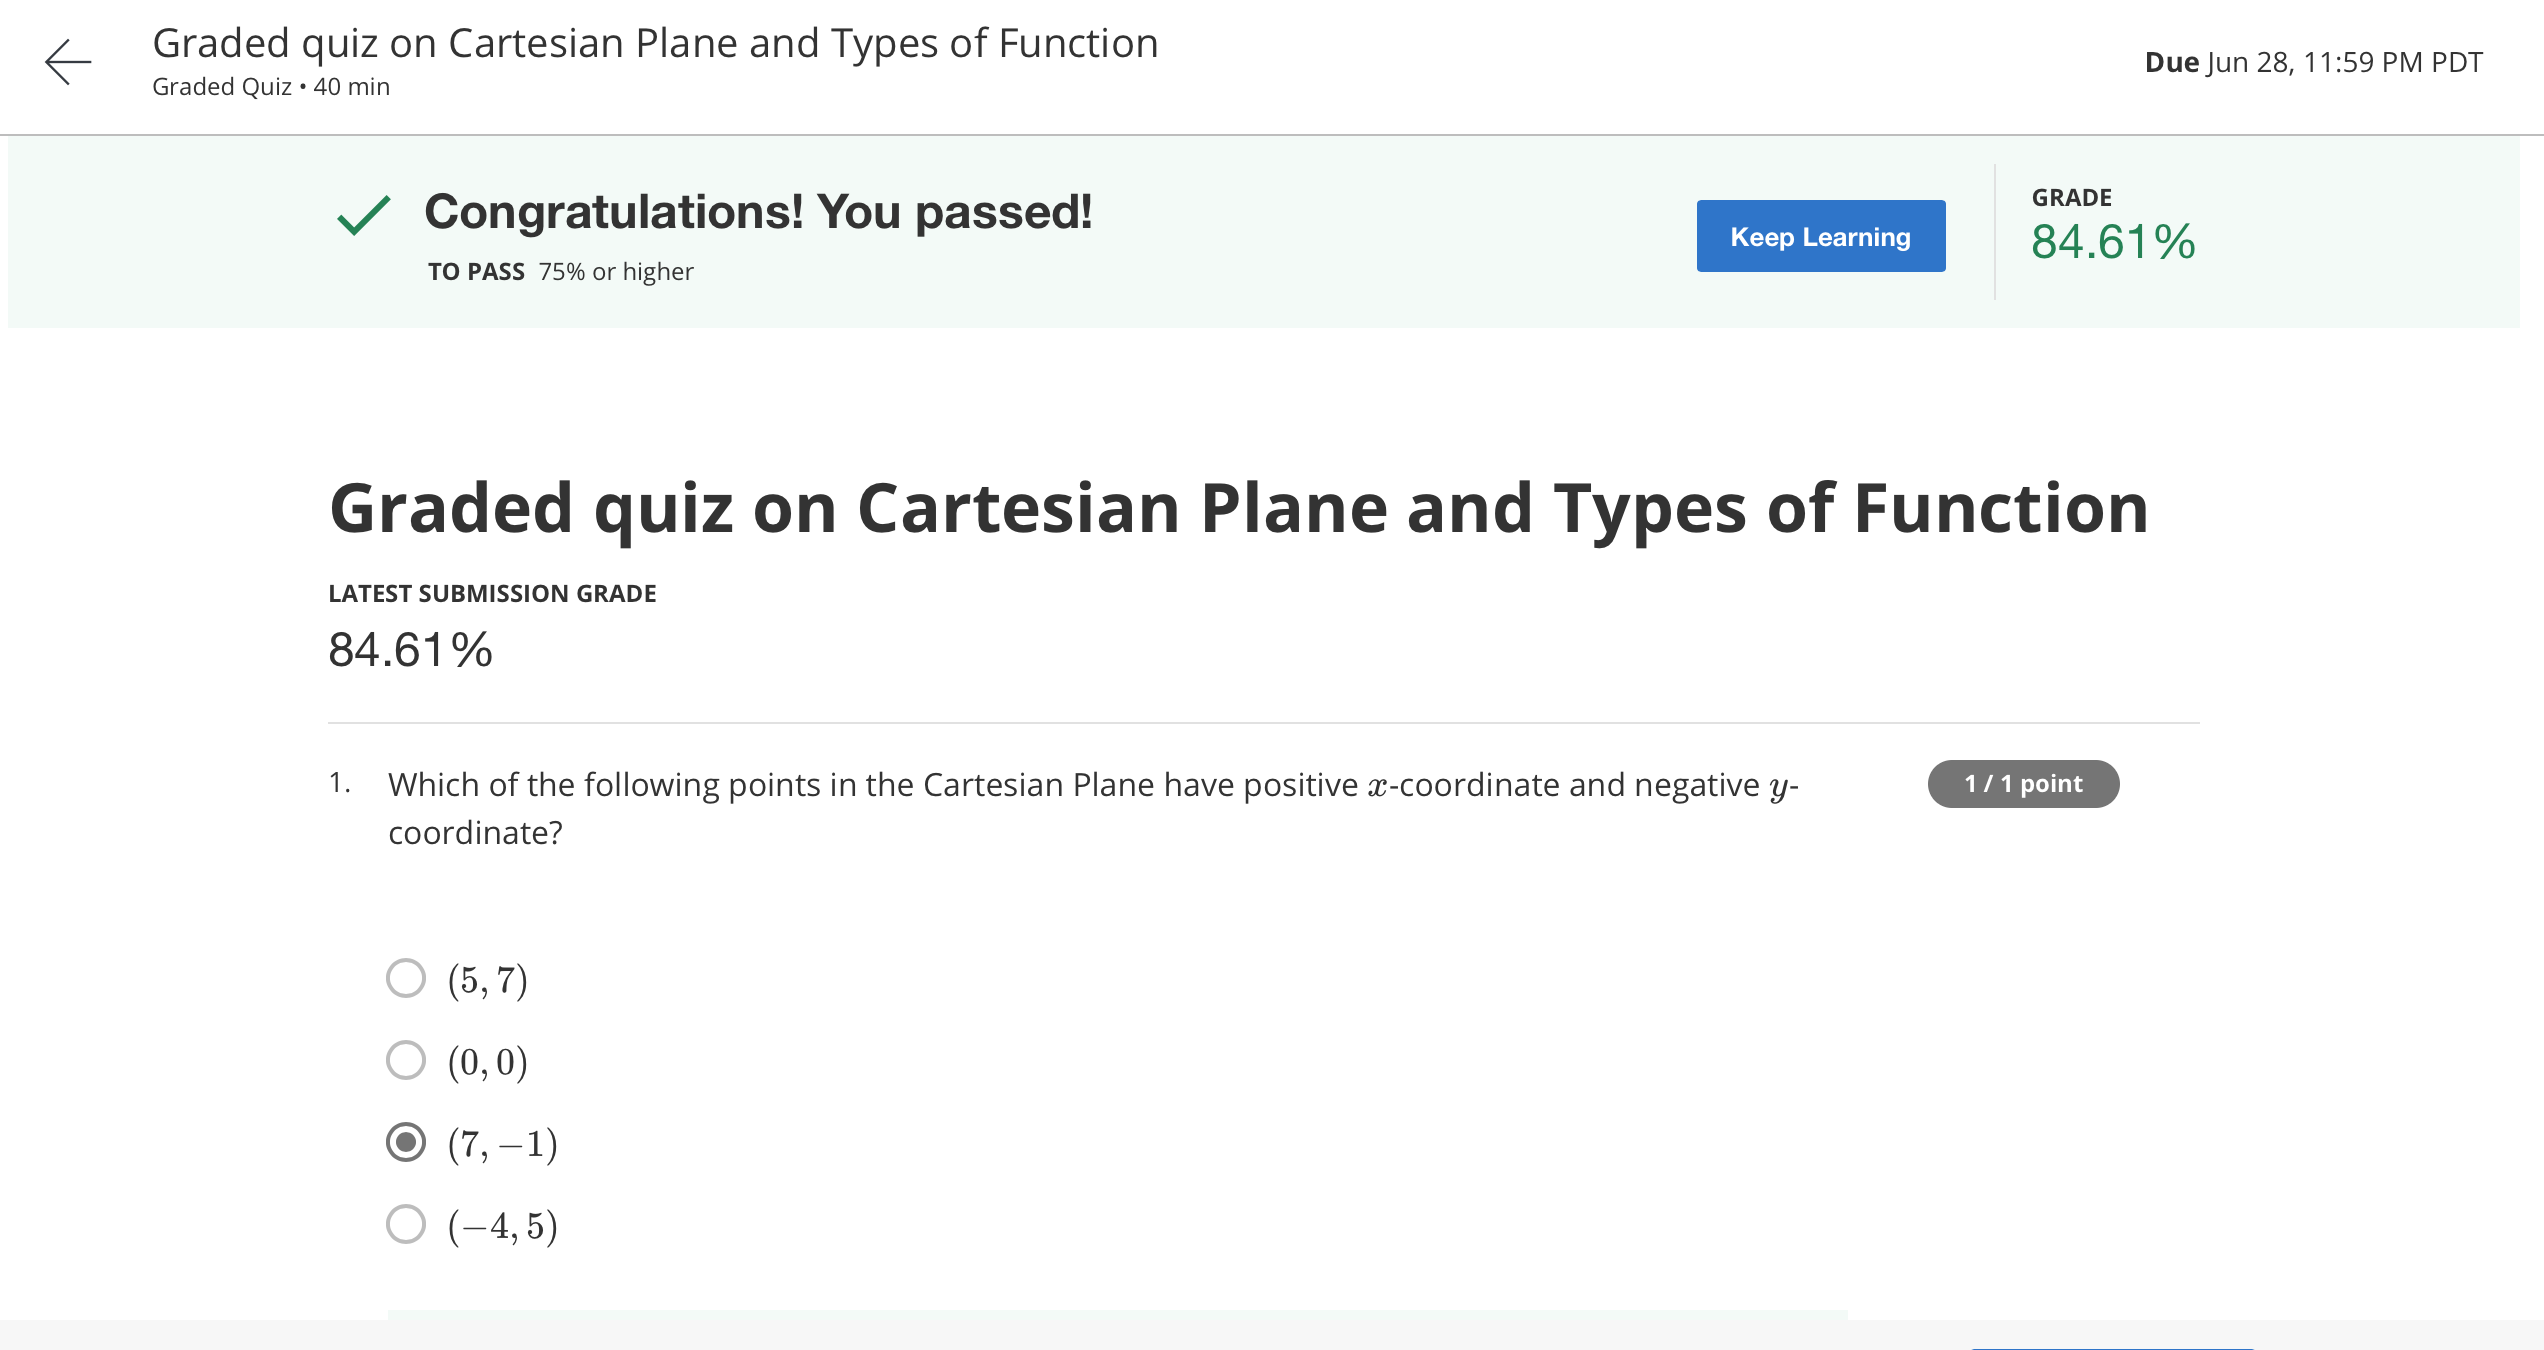 Graded quiz on Cartesian Plane and Types of Function
Graded Quiz • 40 min
Due Jun 28, 11:59 PM PDT
Congratulations! You passed!
TO PASS 75% or higher
Keep Learning
GRADE
84.61%
Graded quiz on Cartesian Plane and Types of Function
LATEST SUBMISSION GRADE
84.61%
1. Which of the following points in the Cartesian Plane have positive x-coordinate and negative y-
coordinate?
1 / 1 point
(5, 7)
(0, 0)
(7, −1)
(−4, 5)